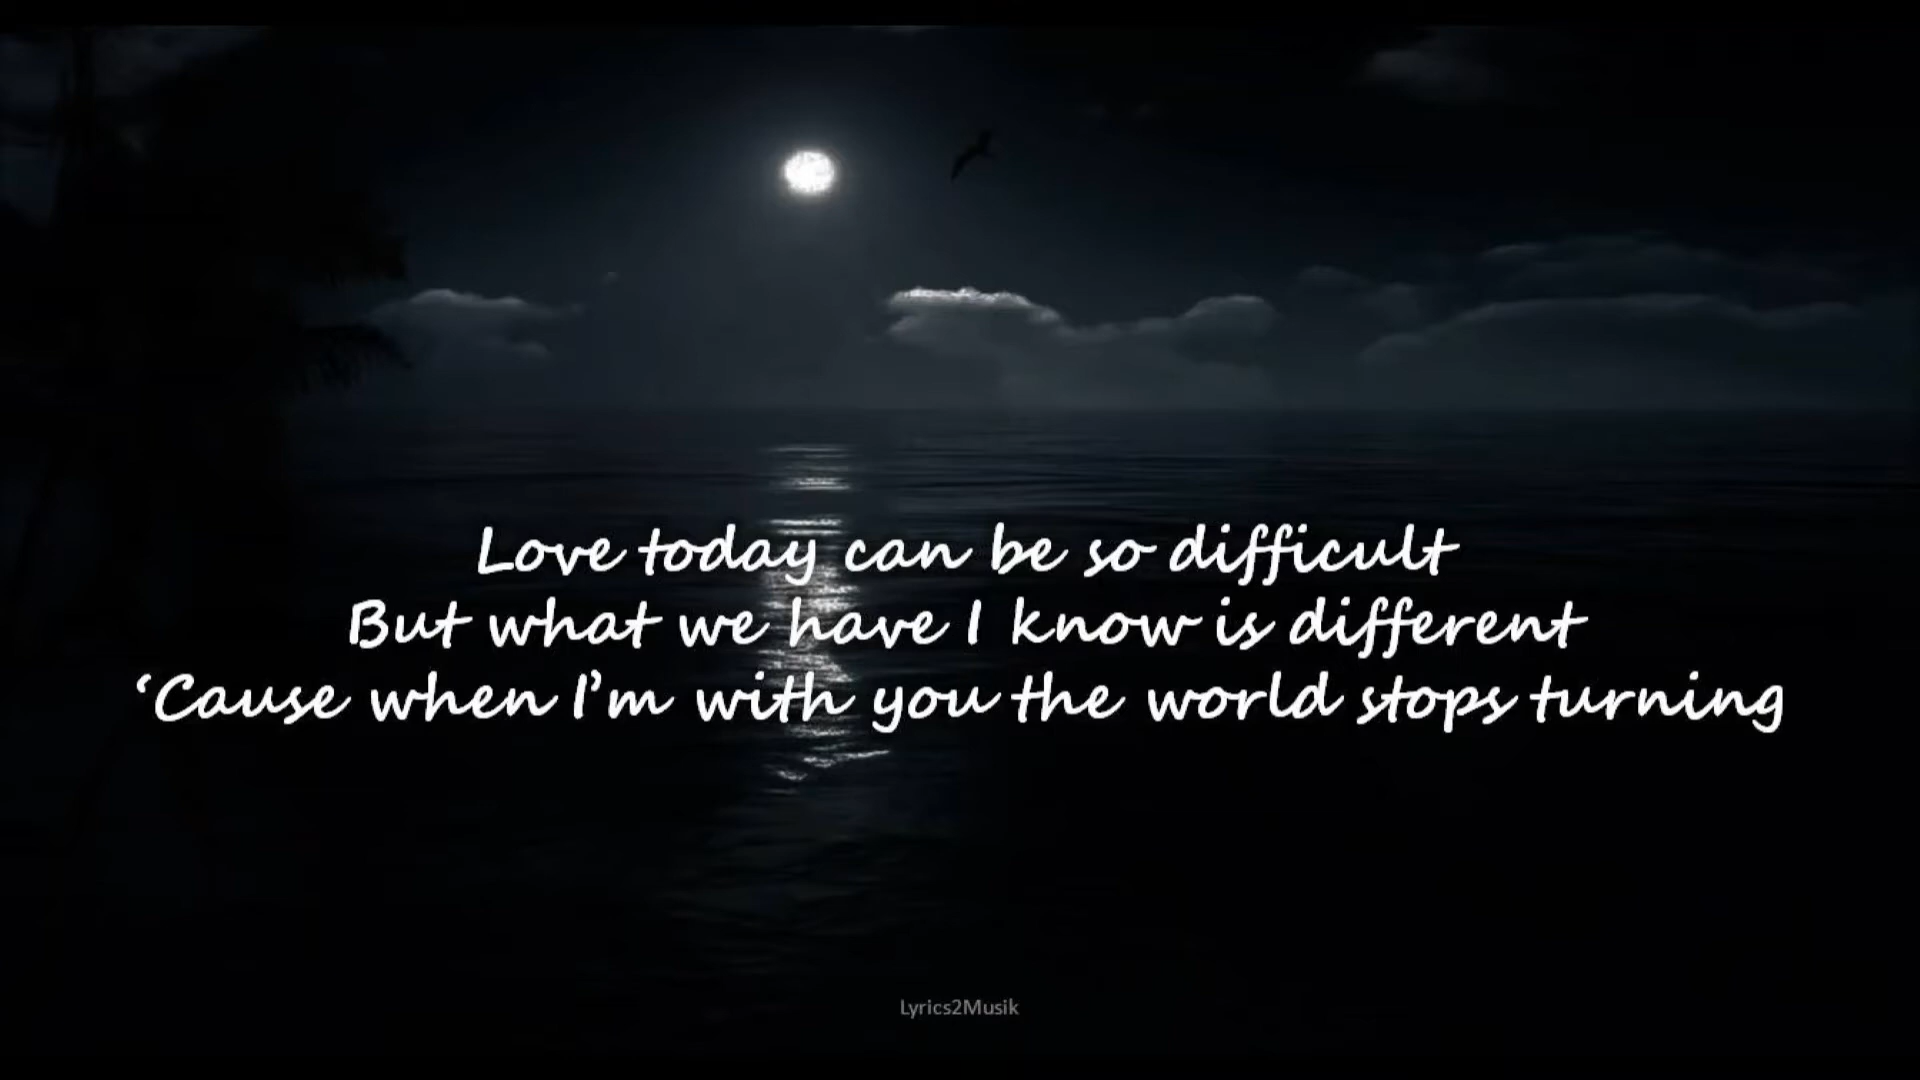 Love today can be so difficult
But what we have I know is different
‘Cause when I’m with you the world stops turning
Lyrics2Musik